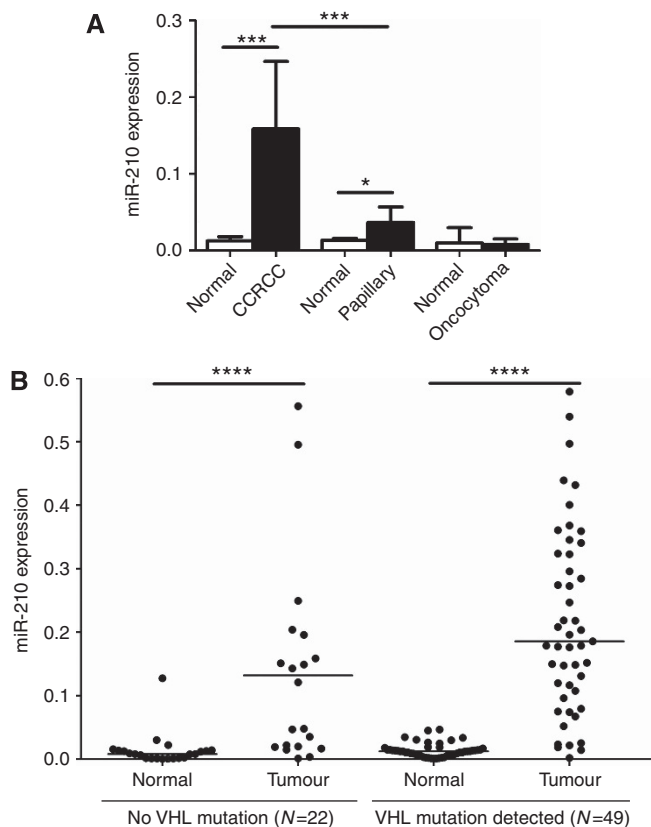 A
***
***
*
miR-210 expression
0.3
0.2
0.1
0.0
Normal
CCRCC
Normal
Papillary
Normal
Oncocytoma
B
****
****
miR-210 expression
0.6
0.5
0.4
0.3
0.2
0.1
0.0
Normal
Tumour
Normal
Tumour
No VHL mutation (N=22)
VHL mutation detected (N=49)